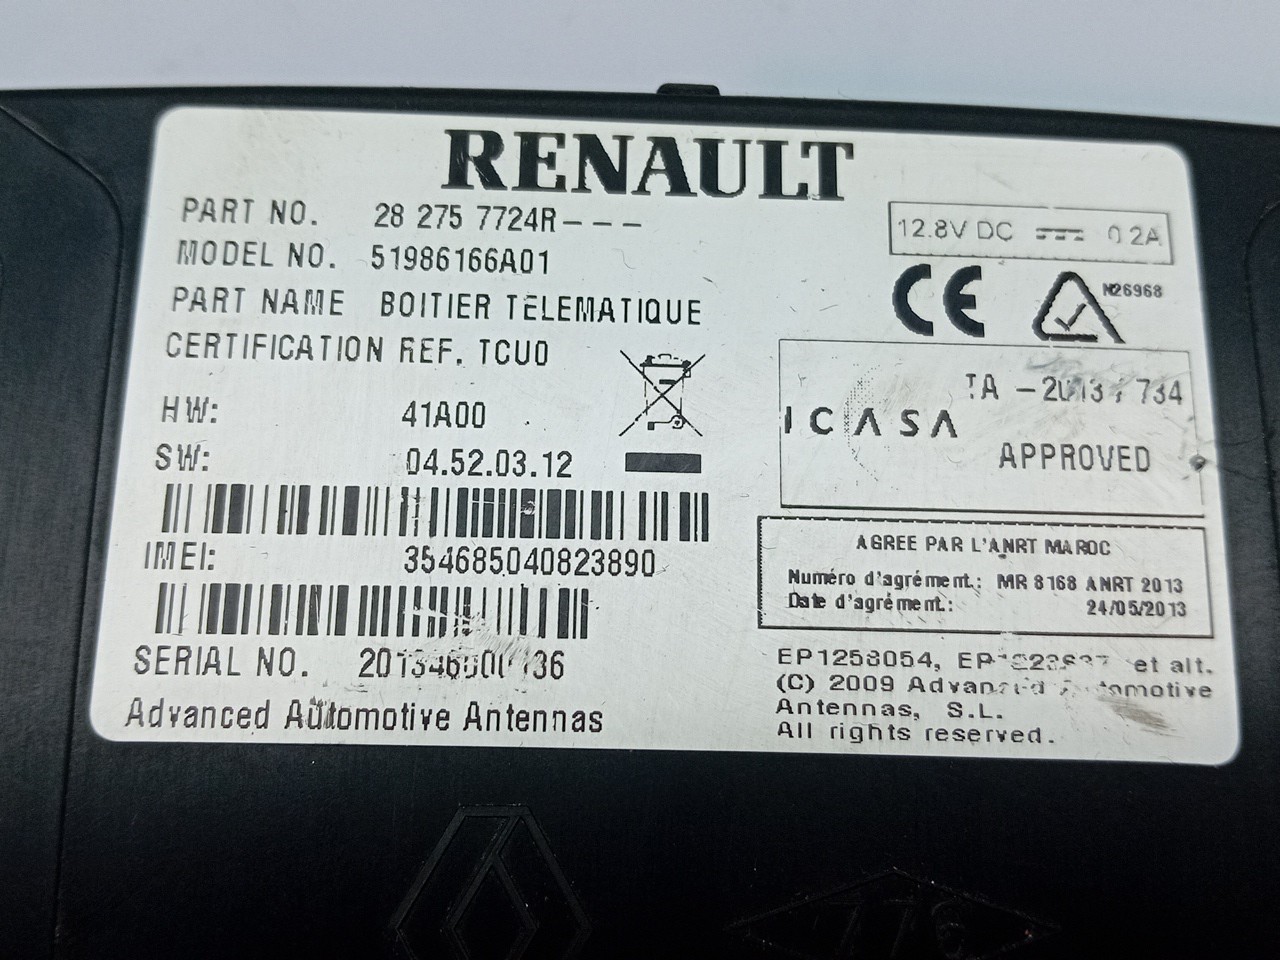 RENAULT
PART NO. 28 275 7724R---
MODEL NO. 51986166A01
PART NAME BOITIER TELEMATIQUE
CERTIFICATION REF. TCU0
HW: 41A00
SW: 04.52.03.12
IMEI: 354685040823890
SERIAL NO.
Advanced Automotive Antennas
12.8V DC 0.2A
CE
N26968
ICASA
APPROVED
AGREE PAR L'ANRT MAROC
Numéro d'agrément.: MR 8168 ANRT 2013
Date d'agrément.: 24/05/2013
EP1258054, et alt.
(C) 2009 Advanced Automotive
Antennas, S.L.
All rights reserved.